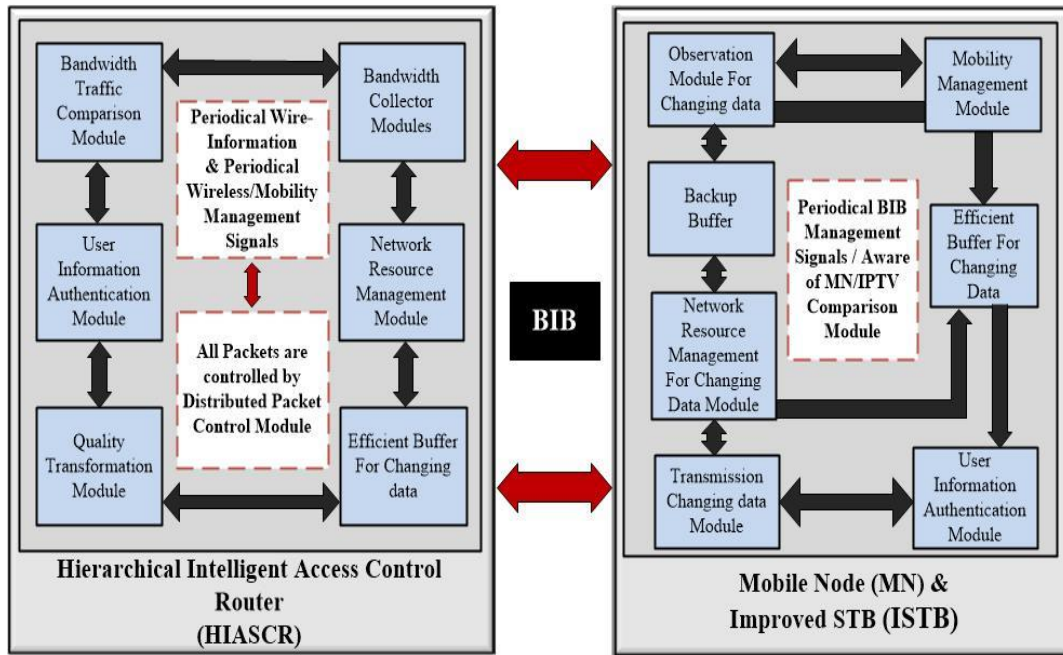 Bandwidth
Traffic
Comparison
Module
Bandwidth
Collector
Modules
Periodical Wire-
Information
& Periodical
Wireless/Mobility
Management
Signals
User
Information
Authentication
Module
Network
Resource
Management
Module
All Packets are
controlled by
Distributed Packet
Control Module
Quality
Transformation
Module
Efficient Buffer
For Changing
data
Hierarchical Intelligent Access Control
Router
(HIASCR)
BIB
Observation
Module For
Changing data
Mobility
Management
Module
Backup
Buffer
Periodical BIB
Management
Signals / Aware
of MN/IPTV
Comparison
Module
Efficient
Buffer For
Changing
Data
Network
Resource
Management
For Changing
Data Module
Transmission
Changing data
Module
User
Information
Authentication
Module
Mobile Node (MN) &
Improved STB (ISTB)